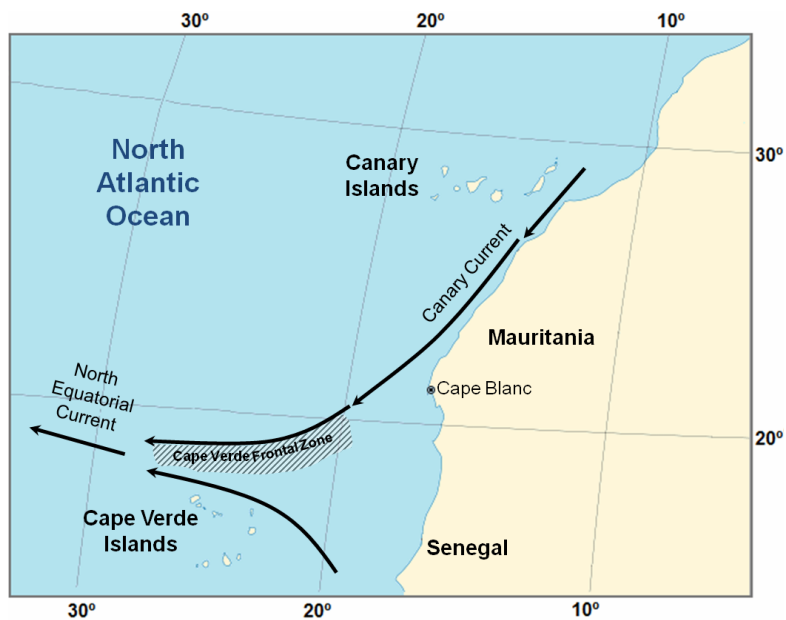 30º
20º
10º
North
Atlantic
Ocean
Canary
Islands
30º
Canary Current
Mauritania
North
Equatorial
Current
Cape Blanc
20º
Cape Verde Frontal Zone
Cape Verde
Islands
Senegal
30º
20º
10º